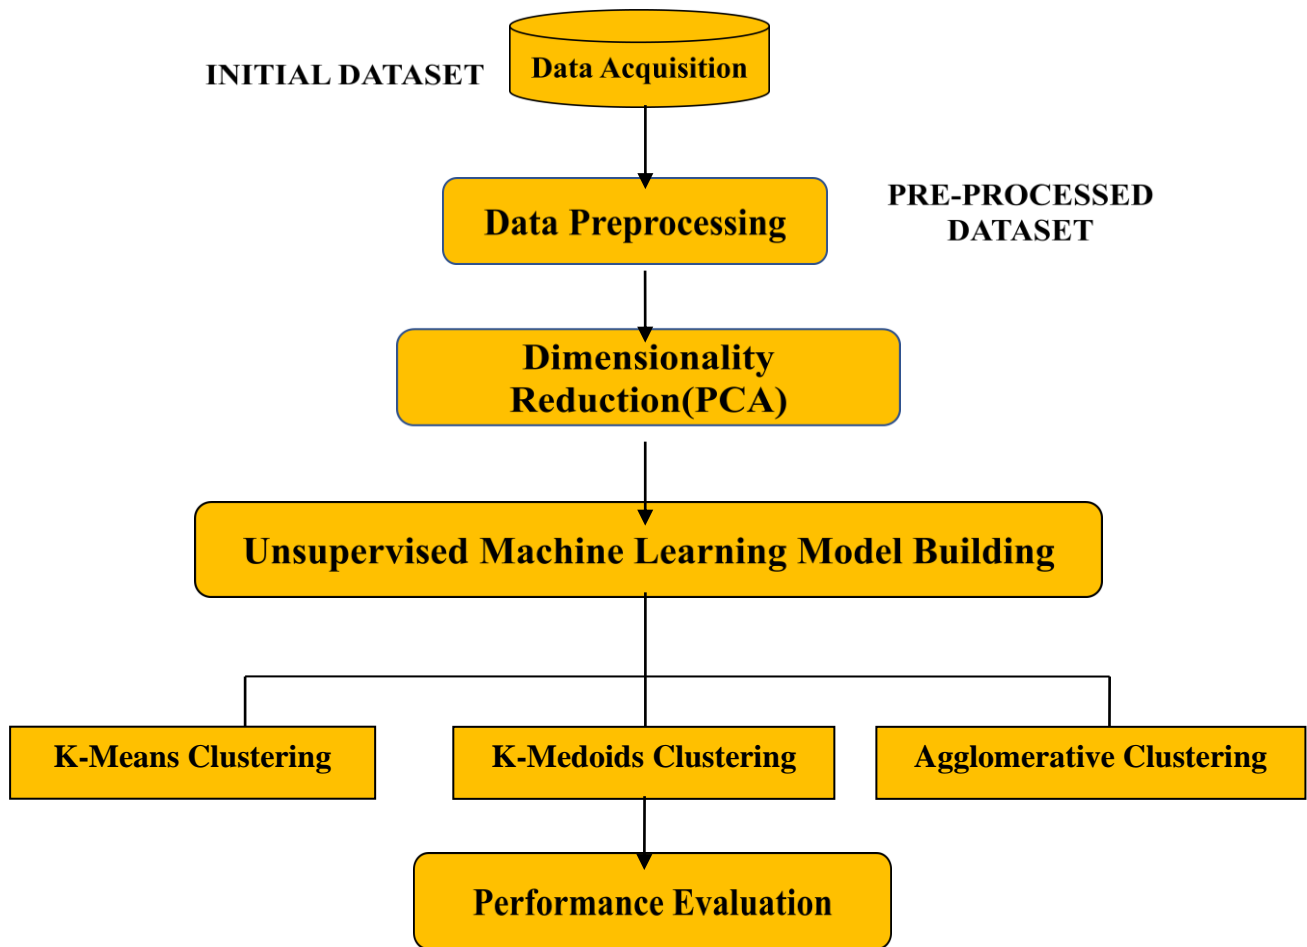 INITIAL DATASET
Data Acquisition
Data Preprocessing
PRE-PROCESSED
DATASET
Dimensionality
Reduction(PCA)
Unsupervised Machine Learning Model Building
K-Means Clustering
K-Medoids Clustering
Agglomerative Clustering
Performance Evaluation